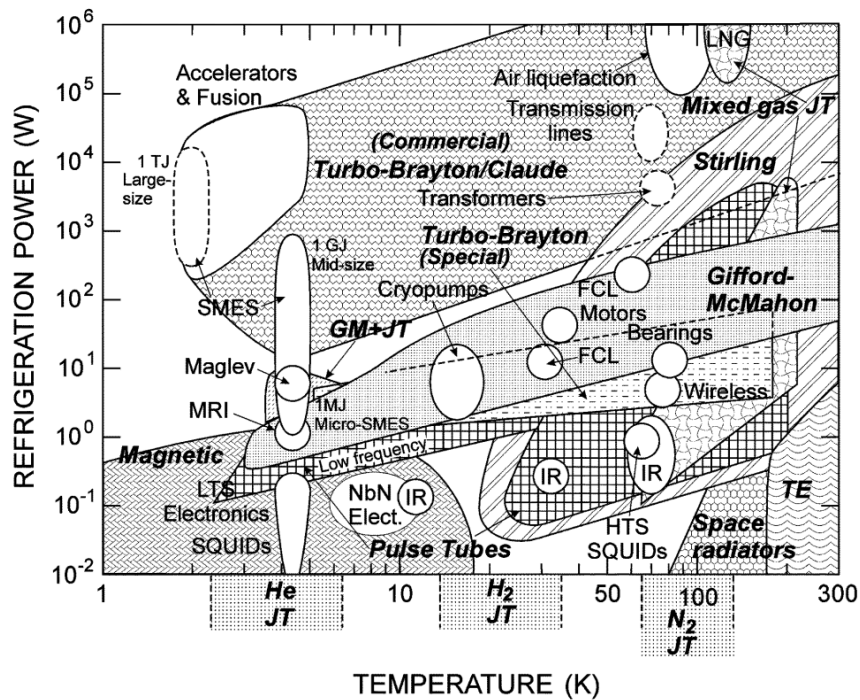 REFRIGERATION POWER (W)
10^6
10^5
10^4
10^3
10^2
10^1
10^0
10^-1
10^-2
Accelerators
& Fusion
1 TJ
Large-
size
SMES
1 GJ
Mid-size
Maglev
MRI
1MJ
Micro-SMES
GM+JT
(Commercial)
Turbo-Brayton/Claude
Air liquefaction
LNG
Transmission
lines
Mixed gas JT
Transformers
Stirling
Turbo-Brayton
(Special)
Cryopumps
FCL
Motors
Gifford-
McMahon
Bearings
FCL
Wireless
Magnetic
Low frequency
LTS
Electronics
SQUIDs
NbN
Elect.
IR
IR
IR
Pulse Tubes
HTS
SQUIDs
Space
radiators
TE
1
10
50
100
300
He
JT
H2
JT
N2
JT
TEMPERATURE (K)